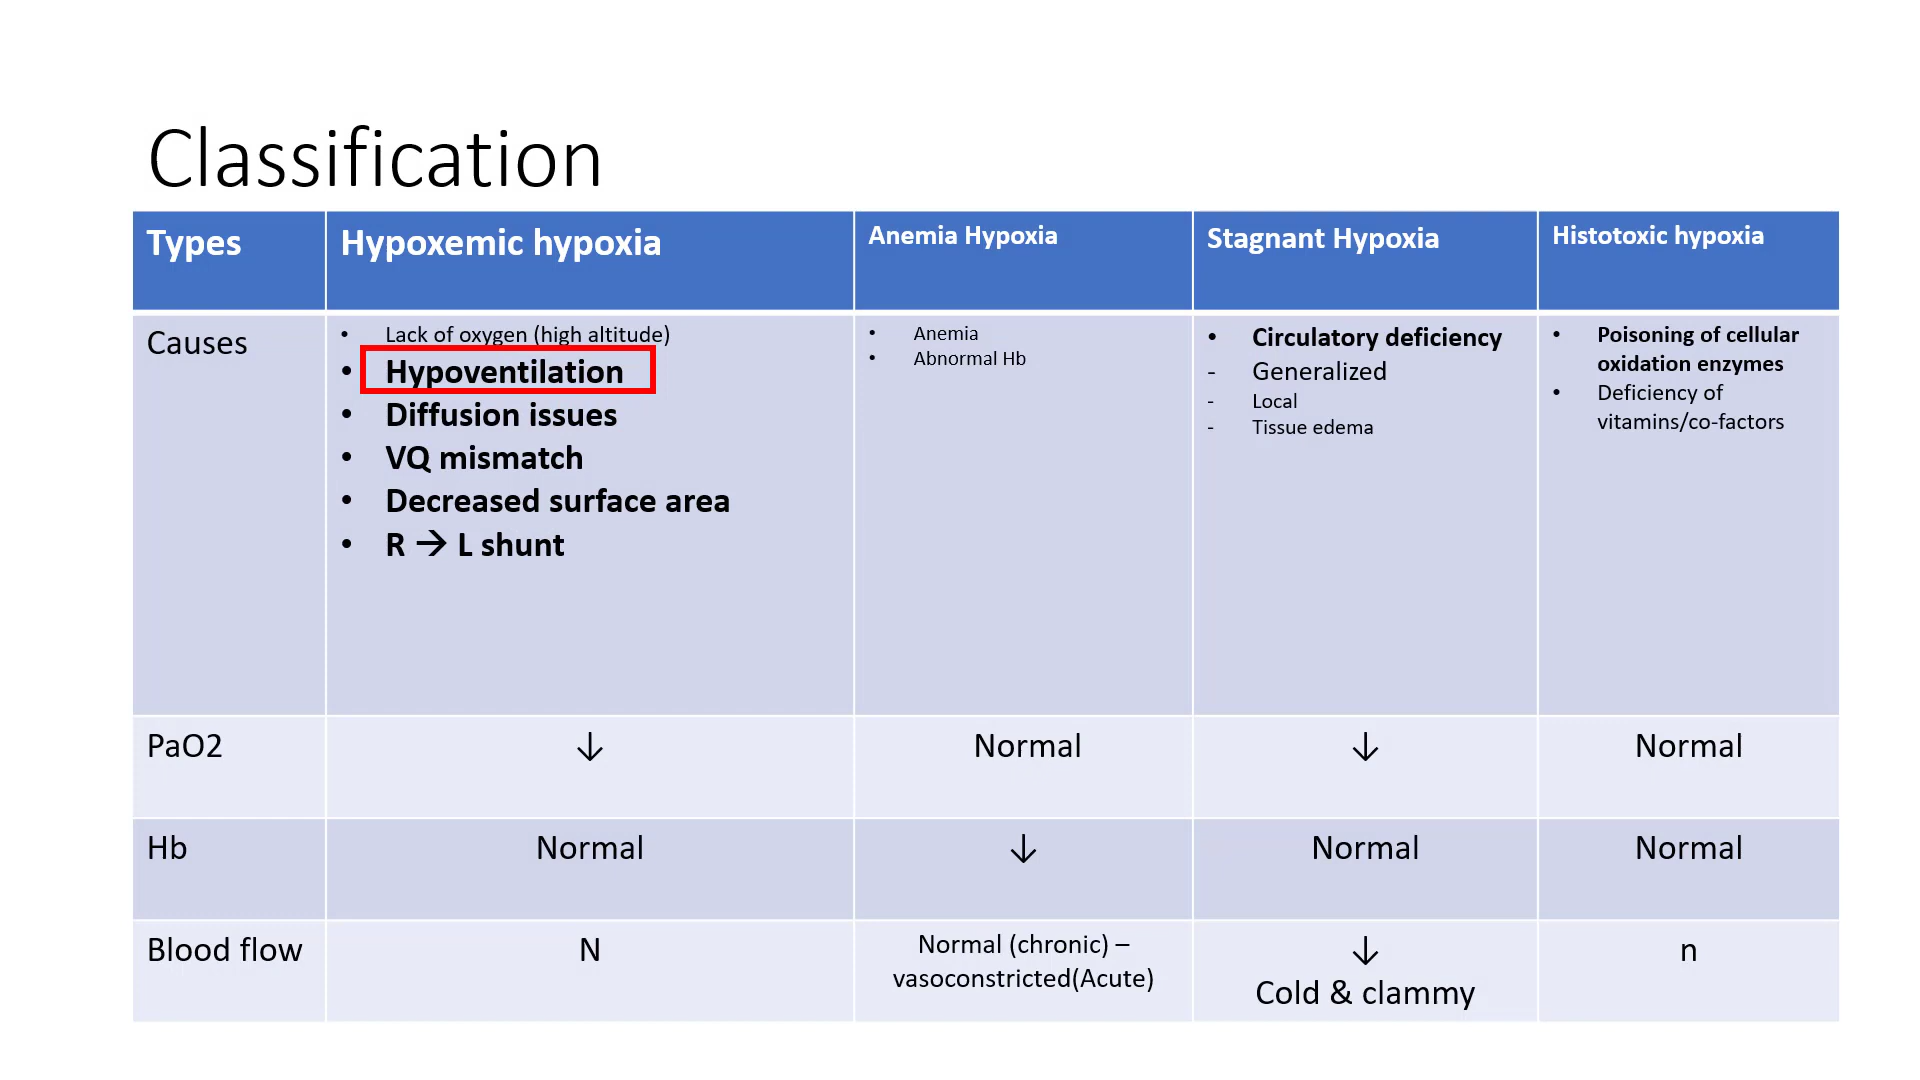 Classification
Types
Hypoxemic hypoxia
Anemia Hypoxia
Stagnant Hypoxia
Histotoxic hypoxia
Causes
• Lack of oxygen (high altitude)
• Hypoventilation
• Diffusion issues
• VQ mismatch
• Decreased surface area
• R → L shunt
• Anemia
• Abnormal Hb
• Circulatory deficiency
- Generalized
- Local
- Tissue edema
• Poisoning of cellular
oxidation enzymes
• Deficiency of
vitamins/co-factors
PaO2
↓
Normal
↓
Normal
Hb
Normal
↓
Normal
Normal
Blood flow
N
Normal (chronic) –
vasoconstricted(Acute)
↓
Cold & clammy
n